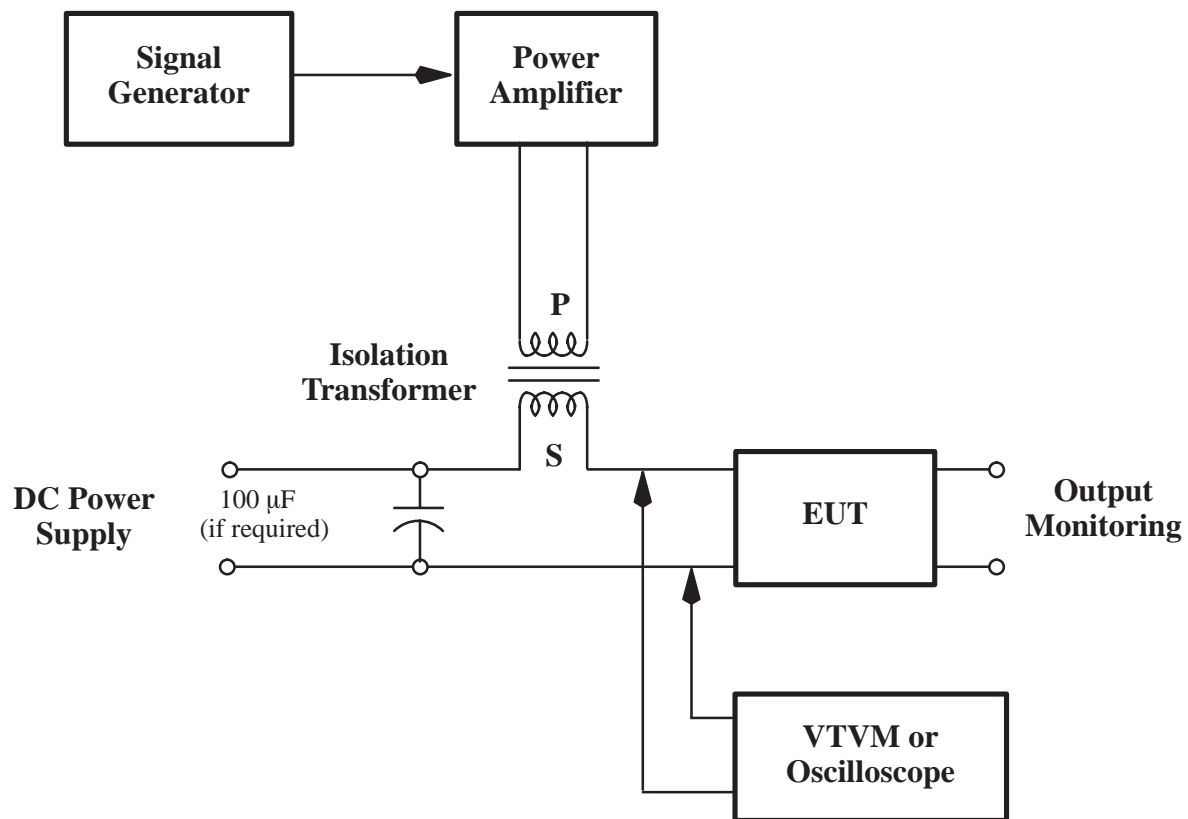 Signal
Generator
Power
Amplifier
P
Isolation
Transformer
S
DC Power
Supply
100 µF
(if required)
EUT
Output
Monitoring
VTVM or
Oscilloscope